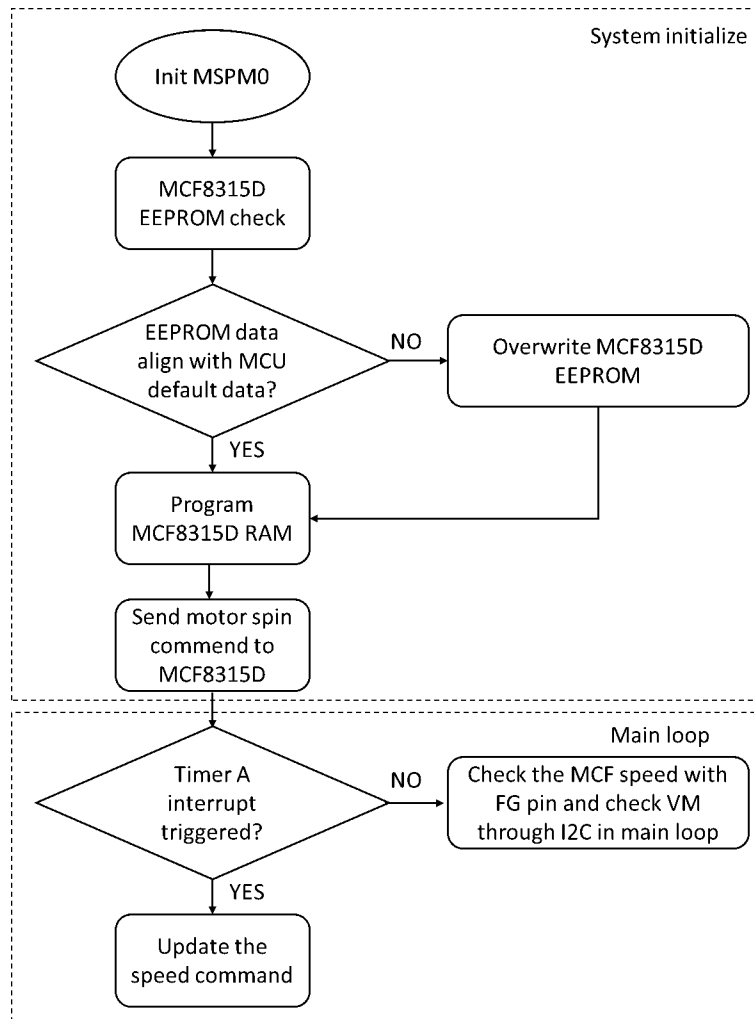 System initialize
Init MSPM0
MCF8315D
EEPROM check
EEPROM data
align with MCU
default data?
NO
Overwrite MCF8315D
EEPROM
YES
Program
MCF8315D RAM
Send motor spin
commend to
MCF8315D
Main loop
Timer A
interrupt
triggered?
NO
Check the MCF speed with
FG pin and check VM
through I2C in main loop
YES
Update the
speed command